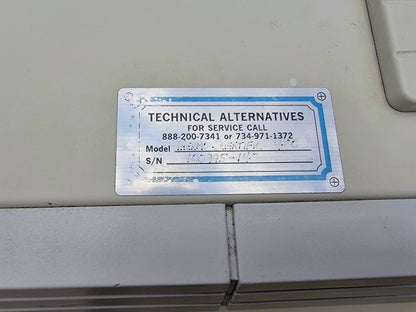 TECHNICAL ALTERNATIVES
FOR SERVICE CALL
888-200-7341 or 734-971-1372
Model
S/N